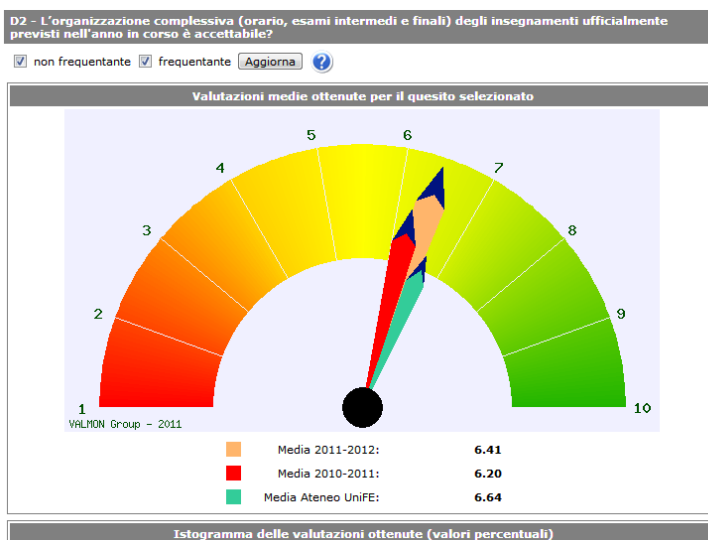 D2 - L'organizzazione complessiva (orario, esami intermedi e finali) degli insegnamenti ufficialmente
previsti nell'anno in corso è accettabile?
non frequentante frequentante Aggiorna ?
Valutazioni medie ottenute per il quesito selezionato
1
2
3
4
5
6
7
8
9
10
VALMON Group - 2011
Media 2011-2012: 6.41
Media 2010-2011: 6.20
Media Ateneo UniFE: 6.64
Istogramma delle valutazioni ottenute (valori percentuali)